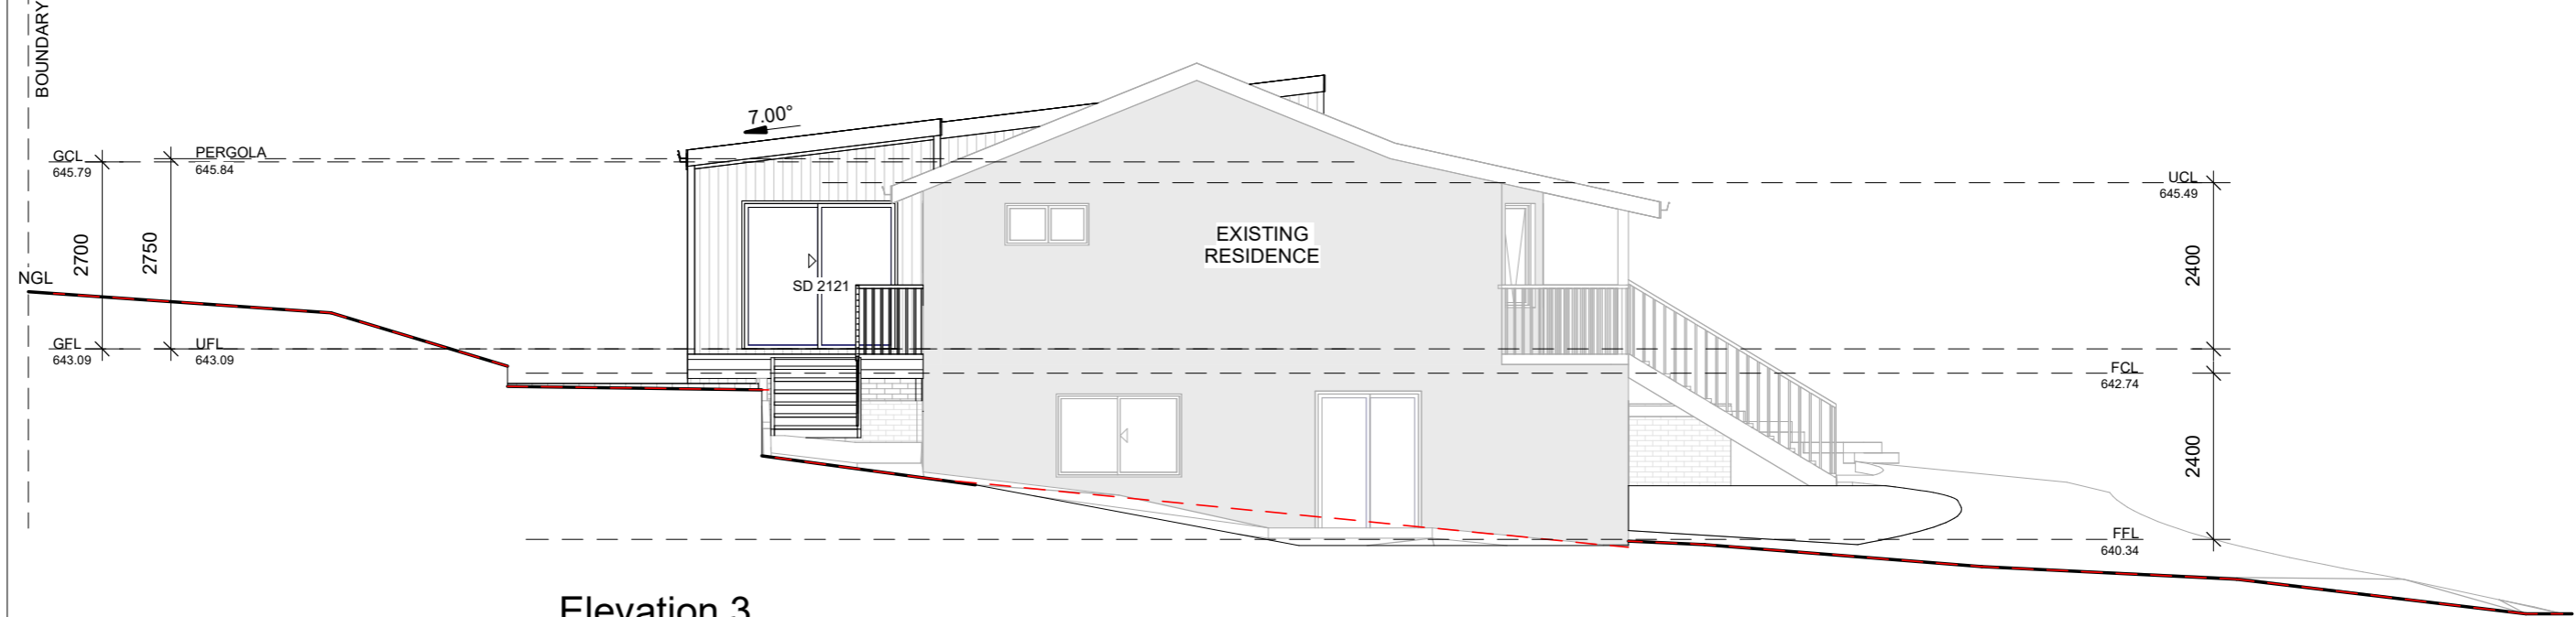 BOUNDARY
7.00°
GCL
645.79
PERGOLA
645.84
UCL
645.49
2700
2750
EXISTING
RESIDENCE
2400
NGL
SD 2121
GFL
643.09
UFL
643.09
FCL
642.74
2400
FFL
640.34
Elevation 3